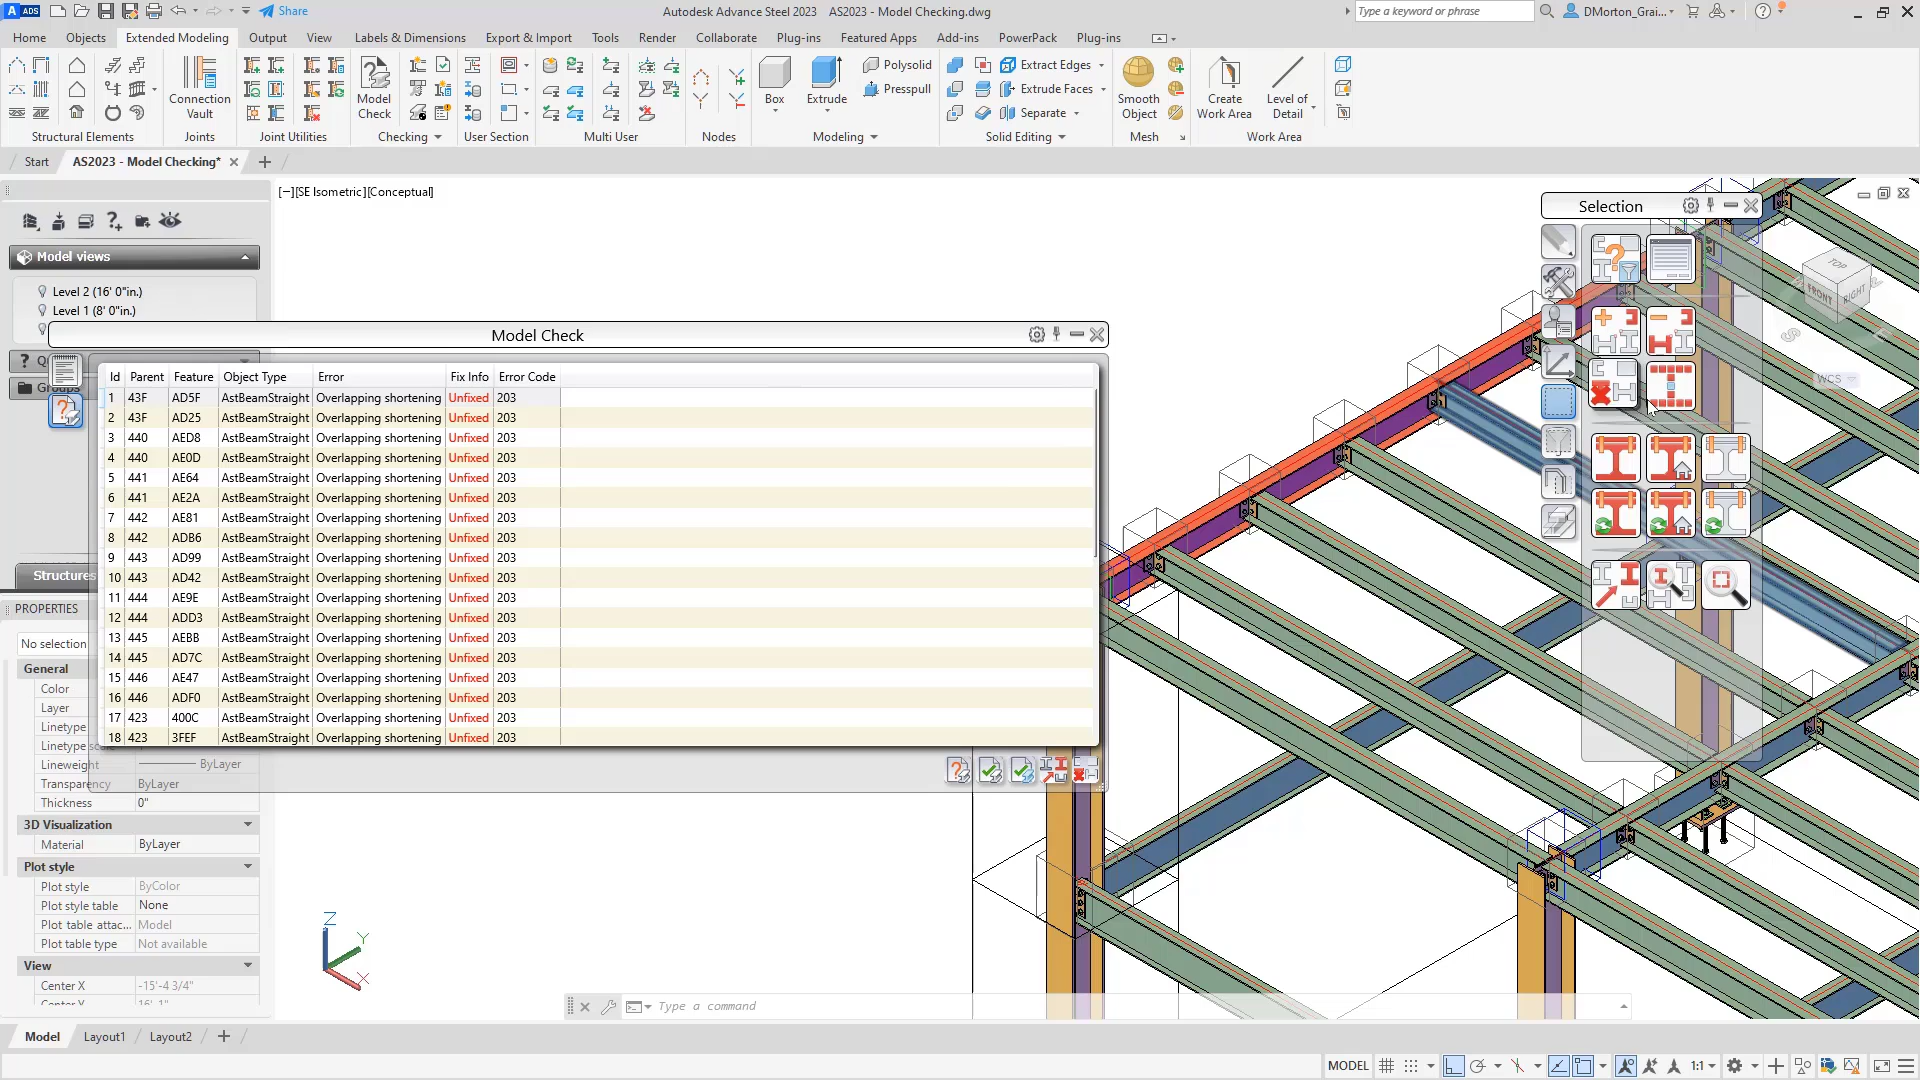 A ADS
Share
Autodesk Advance Steel 2023 AS2023 - Model Checking.dwg
Type a keyword or phrase
DMorton_Grai...
Home Objects Extended Modeling Output View Labels & Dimensions Export & Import Tools Render Collaborate Plug-ins Featured Apps Add-ins PowerPack Plug-ins
Connection Vault
Model Check
Box
Extrude
Polysolid
Presspull
Extract Edges
Extrude Faces
Separate
Smooth Object
Create Work Area
Level of Detail
Structural Elements Joints Joint Utilities Checking User Section Multi User Nodes Modeling Solid Editing Mesh Work Area
Start AS2023 - Model Checking*
[−][SE Isometric][Conceptual]
Selection
Model views
Level 2 (16' 0"in.)
Level 1 (8' 0"in.)
TOP
FRONT
RIGHT
WCS
Model Check
Id Parent Feature Object Type Error Fix Info Error Code
1 43F AD5F AstBeamStraight Overlapping shortening Unfixed 203
2 43F AD25 AstBeamStraight Overlapping shortening Unfixed 203
3 440 AED8 AstBeamStraight Overlapping shortening Unfixed 203
4 440 AE0D AstBeamStraight Overlapping shortening Unfixed 203
5 441 AE64 AstBeamStraight Overlapping shortening Unfixed 203
6 441 AE2A AstBeamStraight Overlapping shortening Unfixed 203
7 442 AE81 AstBeamStraight Overlapping shortening Unfixed 203
8 442 ADB6 AstBeamStraight Overlapping shortening Unfixed 203
9 443 AD99 AstBeamStraight Overlapping shortening Unfixed 203
10 443 AD42 AstBeamStraight Overlapping shortening Unfixed 203
11 444 AE9E AstBeamStraight Overlapping shortening Unfixed 203
12 444 ADD3 AstBeamStraight Overlapping shortening Unfixed 203
13 445 AEBB AstBeamStraight Overlapping shortening Unfixed 203
14 445 AD7C AstBeamStraight Overlapping shortening Unfixed 203
15 446 AE47 AstBeamStraight Overlapping shortening Unfixed 203
16 446 ADF0 AstBeamStraight Overlapping shortening Unfixed 203
17 423 400C AstBeamStraight Overlapping shortening Unfixed 203
18 423 3FEF AstBeamStraight Overlapping shortening Unfixed 203
Structures
PROPERTIES
No selection
General
Color
Layer
Linetype
Linetype
Lineweight ByLayer
Transparency ByLayer
Thickness 0"
3D Visualization
Material ByLayer
Plot style
Plot style ByColor
Plot style table None
Plot table attac... Model
Plot table type Not available
View
Center X -15'-4 3/4"
Z
Y
X
Type a command
Model Layout1 Layout2
MODEL 1:1